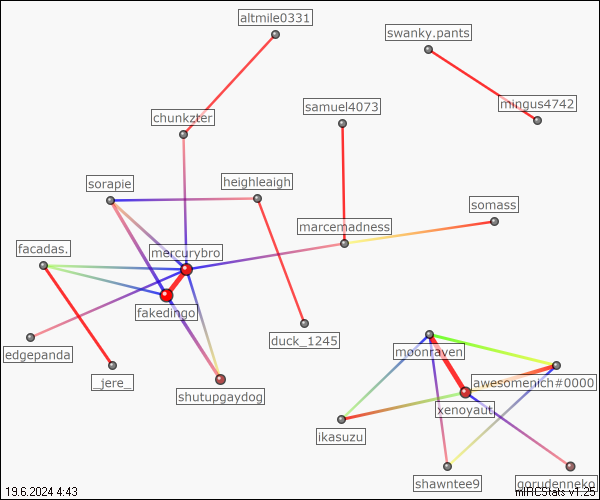 altmile0331
swanky.pants
mingus4742
samuel4073
chunkzter
sorapie
heighleaigh
somass
marcemadness
facadas.
mercurybro
fakedingo
duck_1245
edgepanda
_jere_
shutupgaydog
moonraven
awesomenich#0000
xenoyaut
ikasuzu
shawntee9
gorudenneko
19.6.2024 4:43
mIRCStats v1.25